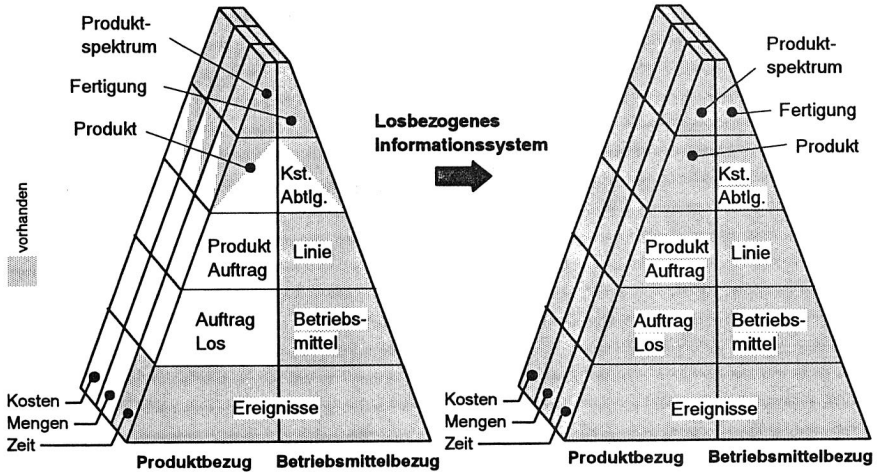 Produkt-
spektrum
Fertigung
Produkt
Kst.
Abtlg.
Produkt
Auftrag
Linie
Auftrag
Los
Betriebs-
mittel
Ereignisse
Kosten
Mengen
Zeit
Produktbezug
Betriebsmittelbezug
vorhanden
Losbezogenes
Informationssystem
Produkt-
spektrum
Fertigung
Produkt
Kst.
Abtlg.
Produkt
Auftrag
Linie
Auftrag
Los
Betriebs-
mittel
Ereignisse
Kosten
Mengen
Zeit
Produktbezug
Betriebsmittelbezug